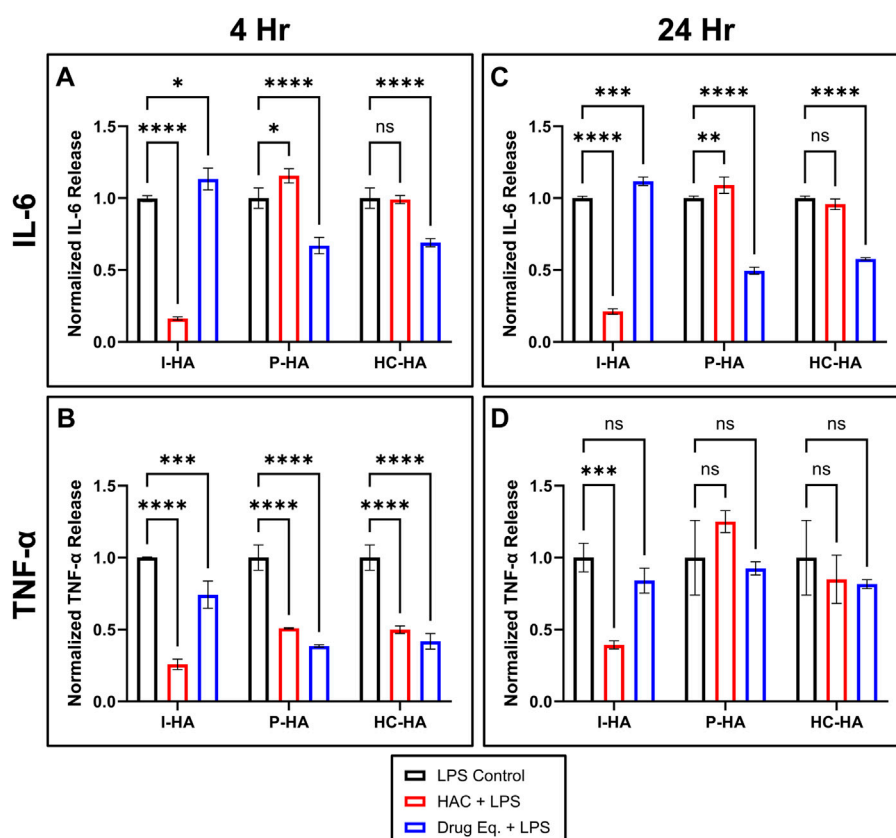 4 Hr
24 Hr
IL-6
TNF-α
A
* **** ****
**** * ns
Normalized IL-6 Release
1.5
1.0
0.5
0.0
I-HA P-HA HC-HA
C
*** **** ****
**** ** ns
Normalized IL-6 Release
1.5
1.0
0.5
0.0
I-HA P-HA HC-HA
B
*** **** ****
**** **** ****
Normalized TNF-α Release
1.5
1.0
0.5
0.0
I-HA P-HA HC-HA
D
ns ns ns
*** ns ns
Normalized TNF-α Release
1.5
1.0
0.5
0.0
I-HA P-HA HC-HA
LPS Control
HAC + LPS
Drug Eq. + LPS